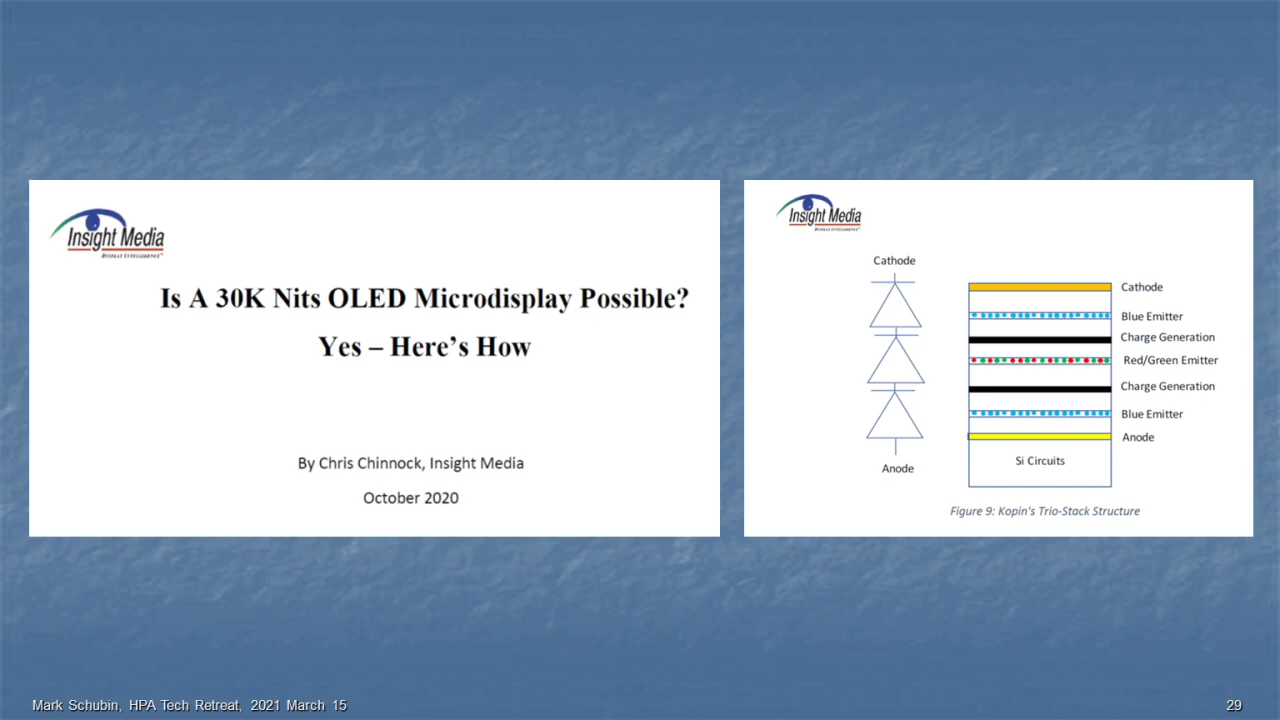 Insight Media
DISPLAY INTELLIGENCE™
Is A 30K Nits OLED Microdisplay Possible?
Yes – Here's How
By Chris Chinnock, Insight Media
October 2020
Insight Media
DISPLAY INTELLIGENCE™
Cathode
Anode
Cathode
Blue Emitter
Charge Generation
Red/Green Emitter
Charge Generation
Blue Emitter
Anode
Si Circuits
Figure 9: Kopin's Trio-Stack Structure
Mark Schubin, HPA Tech Retreat, 2021 March 15
29